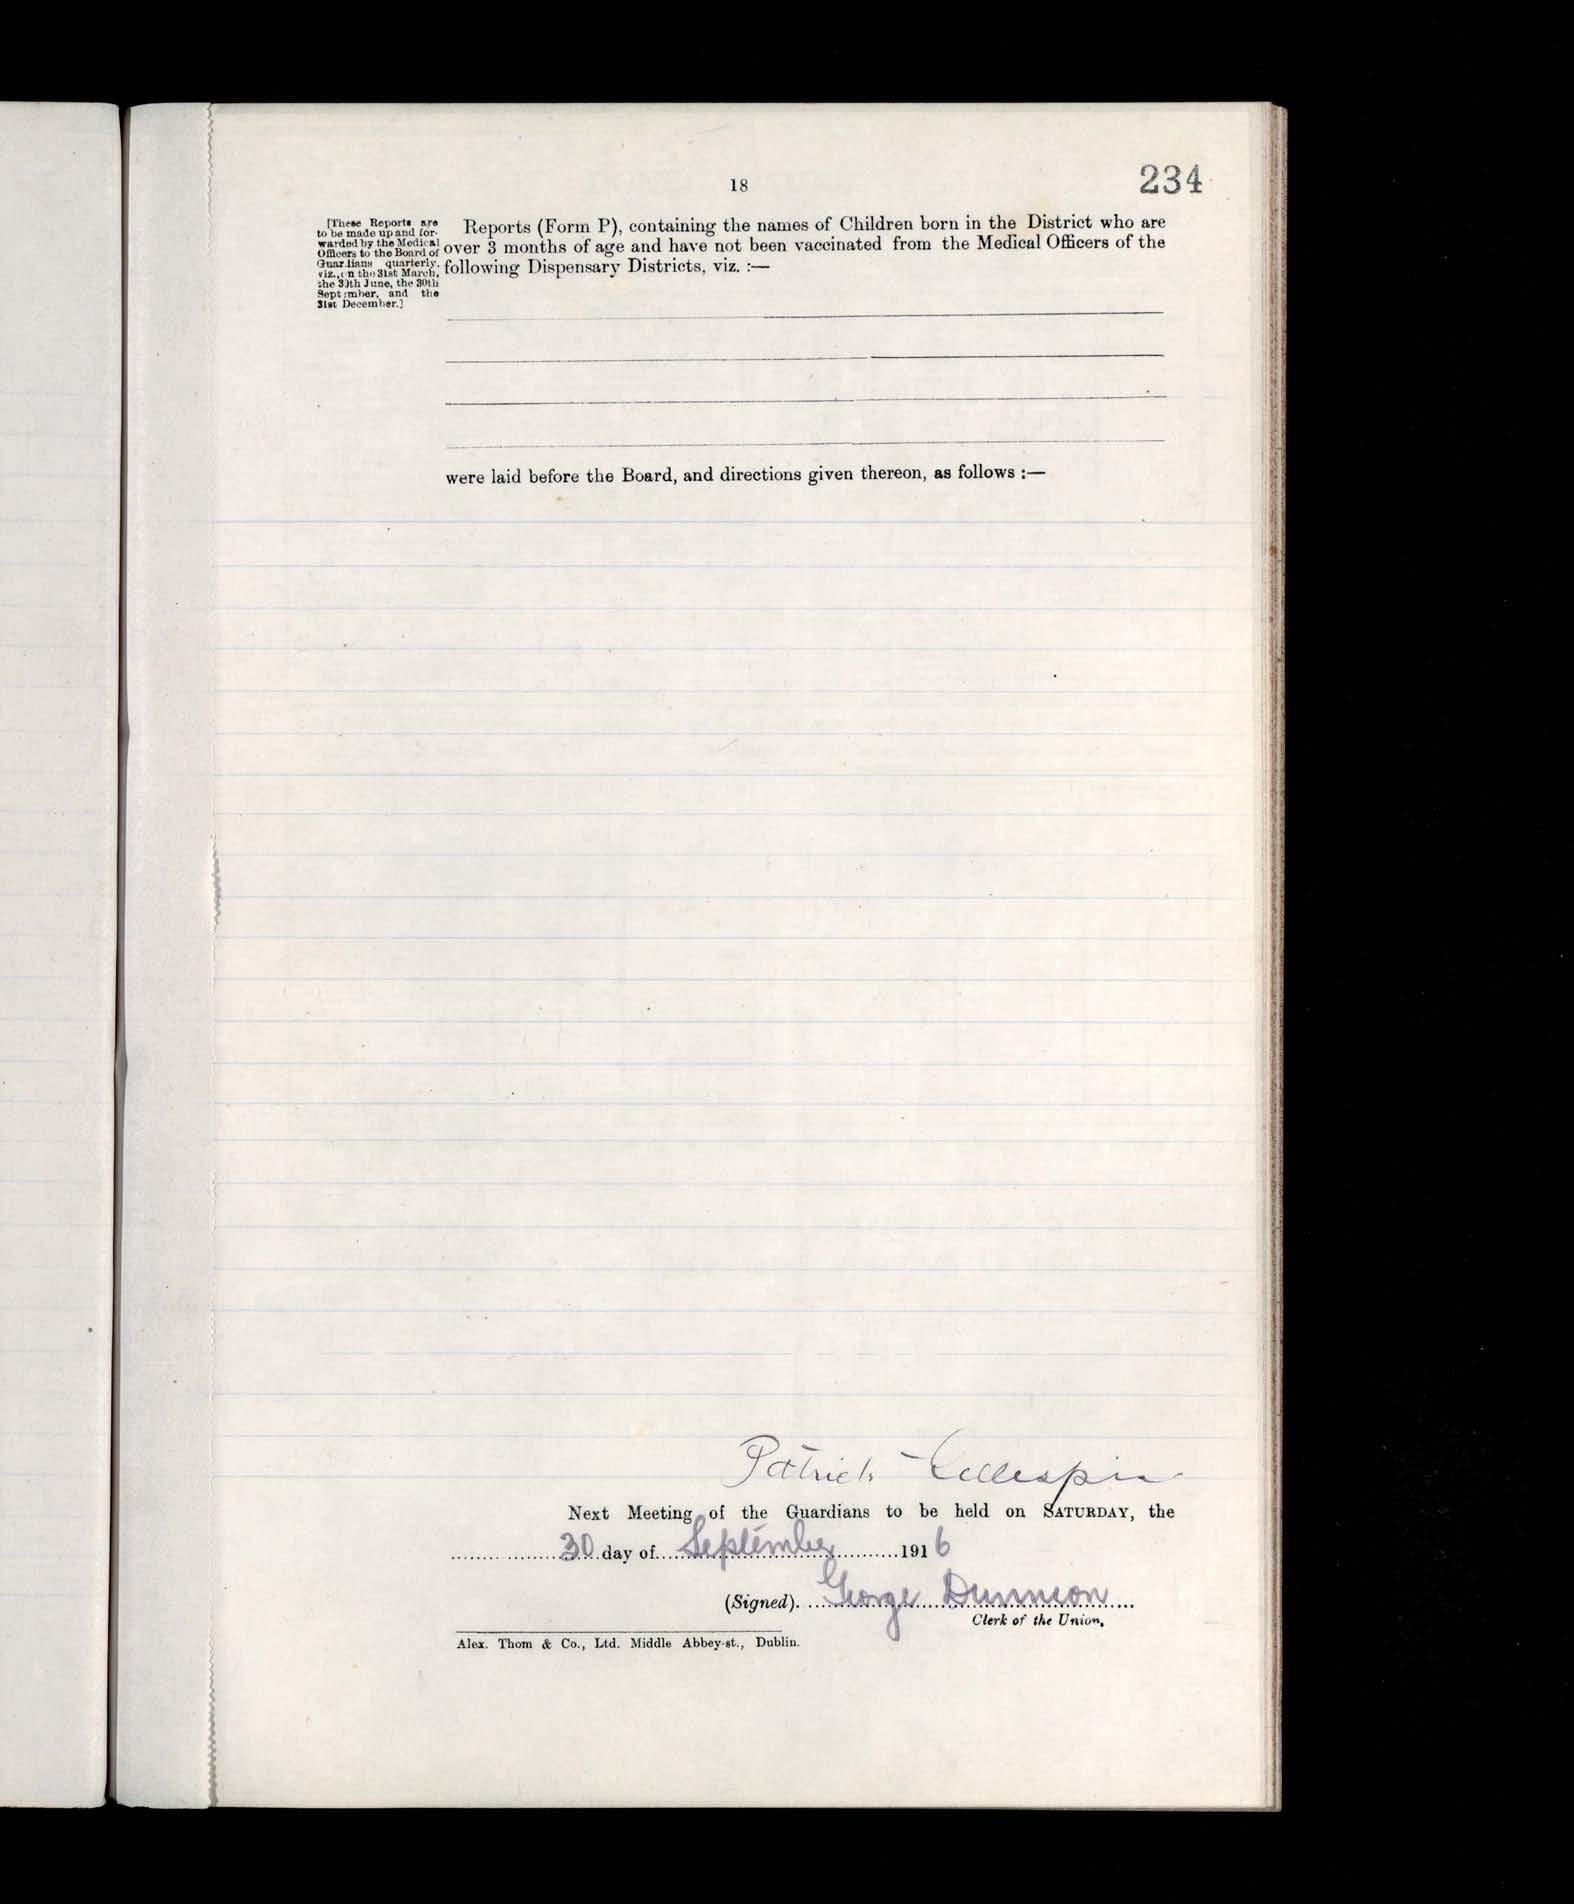 18
234
[These Reports are
to be made up and for-
warded by the Medical
Officers to the Board of
Guardians quarterly,
viz., on the 31st March,
the 30th June, the 30th
September, and the
31st December.]
Reports (Form P), containing the names of Children born in the District who are
over 3 months of age and have not been vaccinated from the Medical Officers of the
following Dispensary Districts, viz. :—
were laid before the Board, and directions given thereon, as follows :—
Patrick Gillespie
Next Meeting of the Guardians to be held on SATURDAY, the
30 day of September 1916
(Signed). George Dunnion
Clerk of the Union.
Alex. Thom & Co., Ltd. Middle Abbey-st., Dublin.